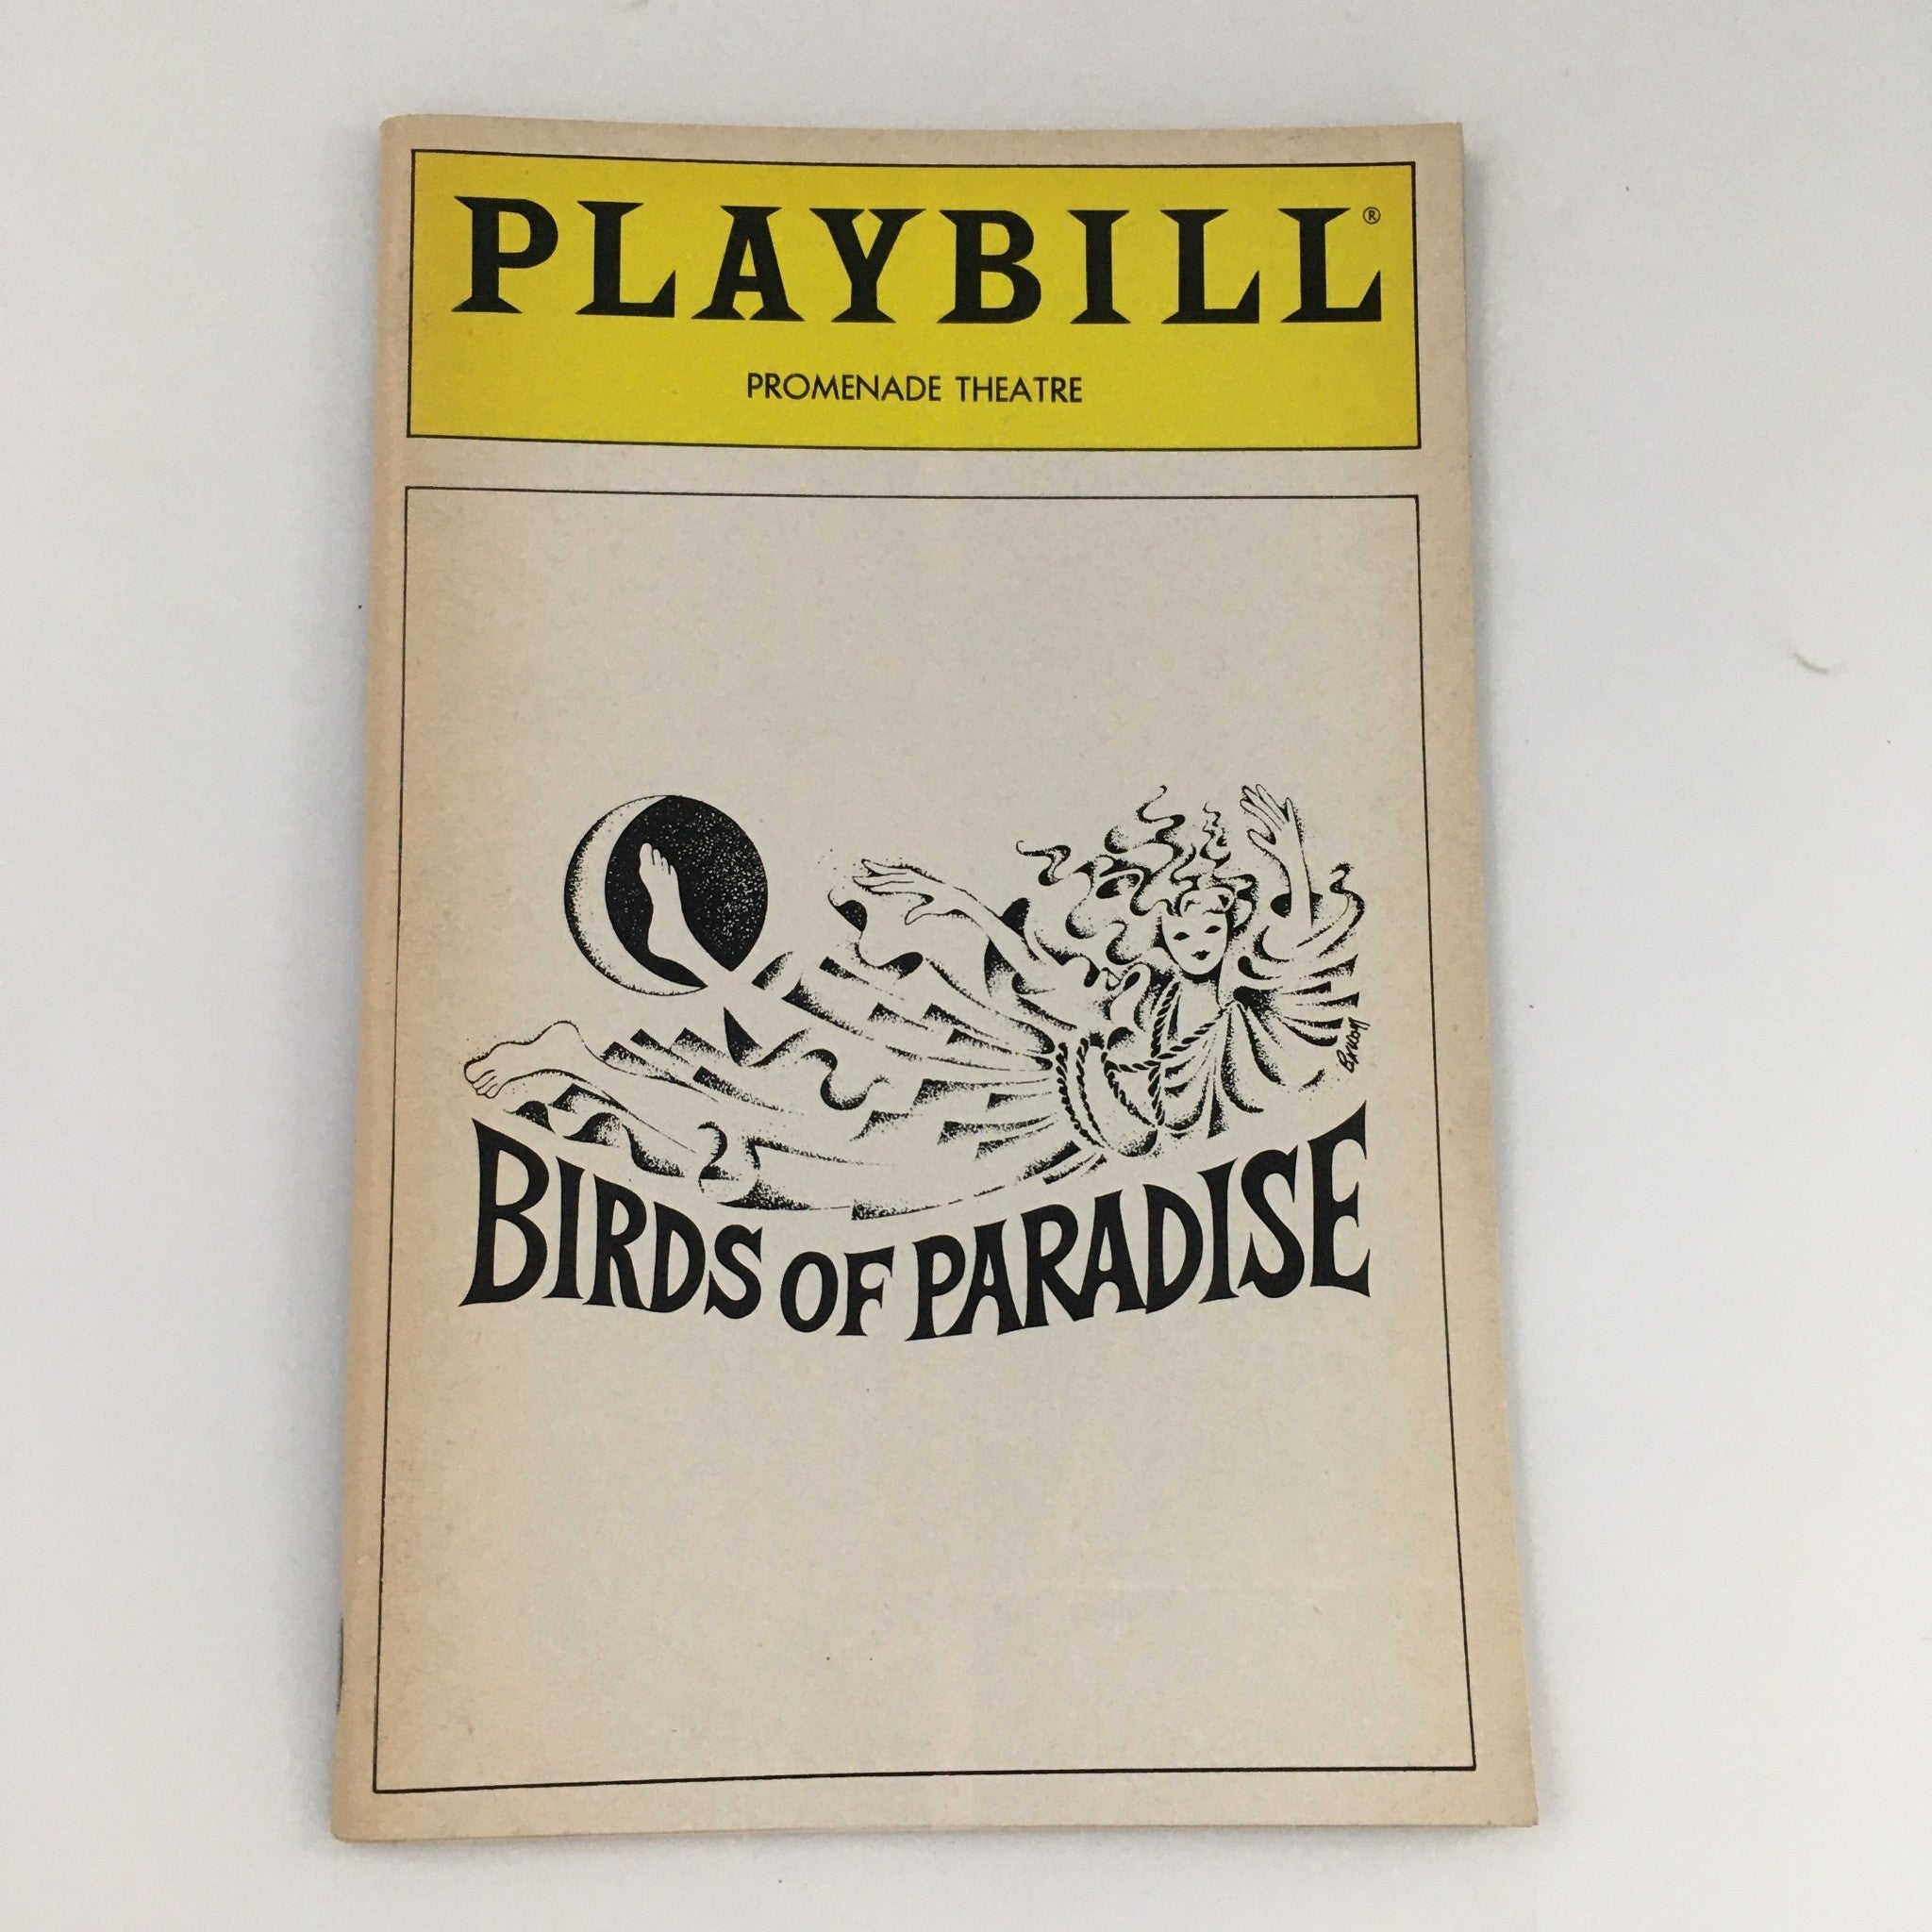 PLAYBILL®
PROMENADE THEATRE
BIRDS OF PARADISE